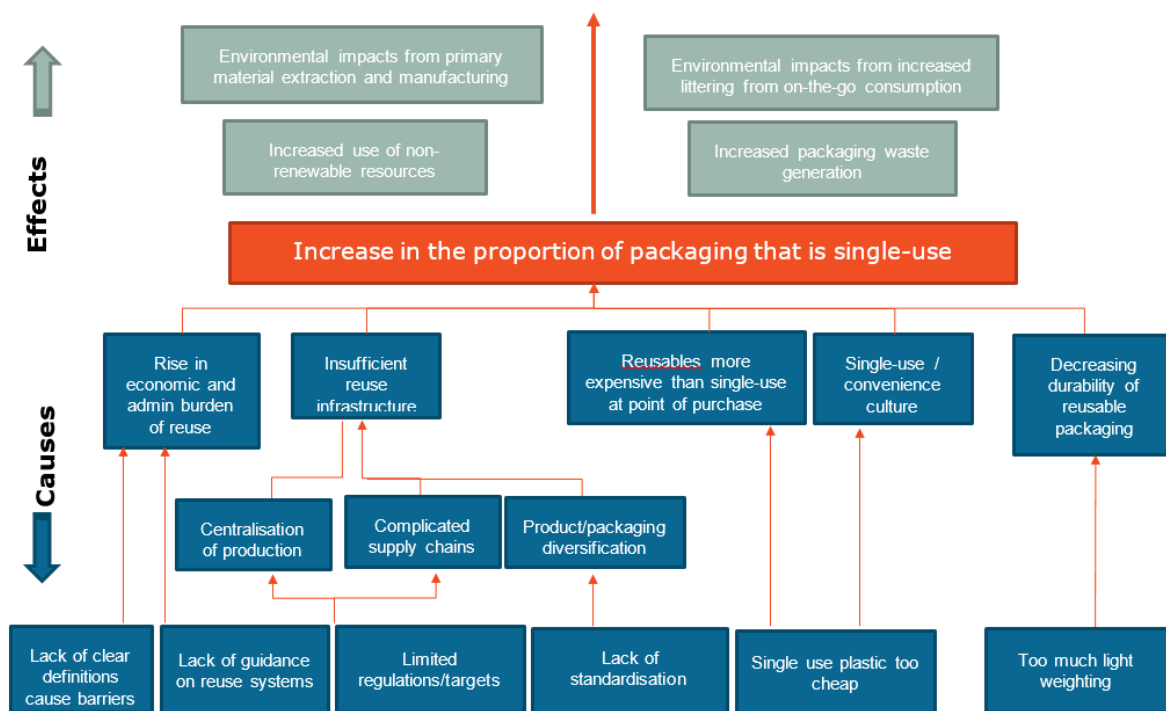 Effects
Environmental impacts from primary
material extraction and manufacturing
Environmental impacts from increased
littering from on-the-go consumption
Increased use of non-
renewable resources
Increased packaging waste
generation
Increase in the proportion of packaging that is single-use
Causes
Rise in
economic and
admin burden
of reuse
Insufficient
reuse
infrastructure
Reusables more
expensive than single-use
at point of purchase
Single-use /
convenience
culture
Decreasing
durability of
reusable
packaging
Centralisation
of production
Complicated
supply chains
Product/packaging
diversification
Lack of clear
definitions
cause barriers
Lack of guidance
on reuse systems
Limited
regulations/targets
Lack of
standardisation
Single use plastic too
cheap
Too much light
weighting